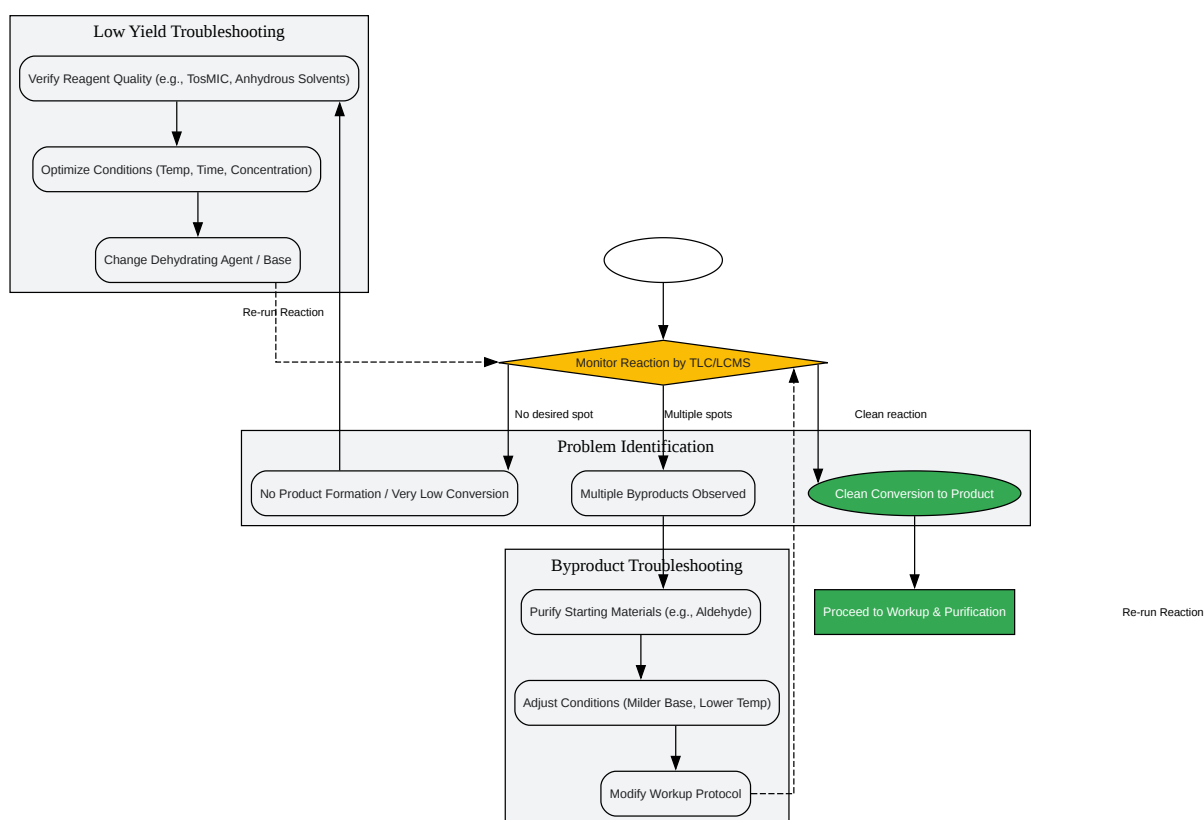 Low Yield Troubleshooting
Verify Reagent Quality (e.g., TosMIC, Anhydrous Solvents)
Optimize Conditions (Temp, Time, Concentration)
Change Dehydrating Agent / Base
Re-run Reaction
Monitor Reaction by TLC/LCMS
No desired spot
Multiple spots
Clean reaction
Problem Identification
No Product Formation / Very Low Conversion
Multiple Byproducts Observed
Clean Conversion to Product
Byproduct Troubleshooting
Purify Starting Materials (e.g., Aldehyde)
Proceed to Workup & Purification
Re-run Reaction
Adjust Conditions (Milder Base, Lower Temp)
Modify Workup Protocol